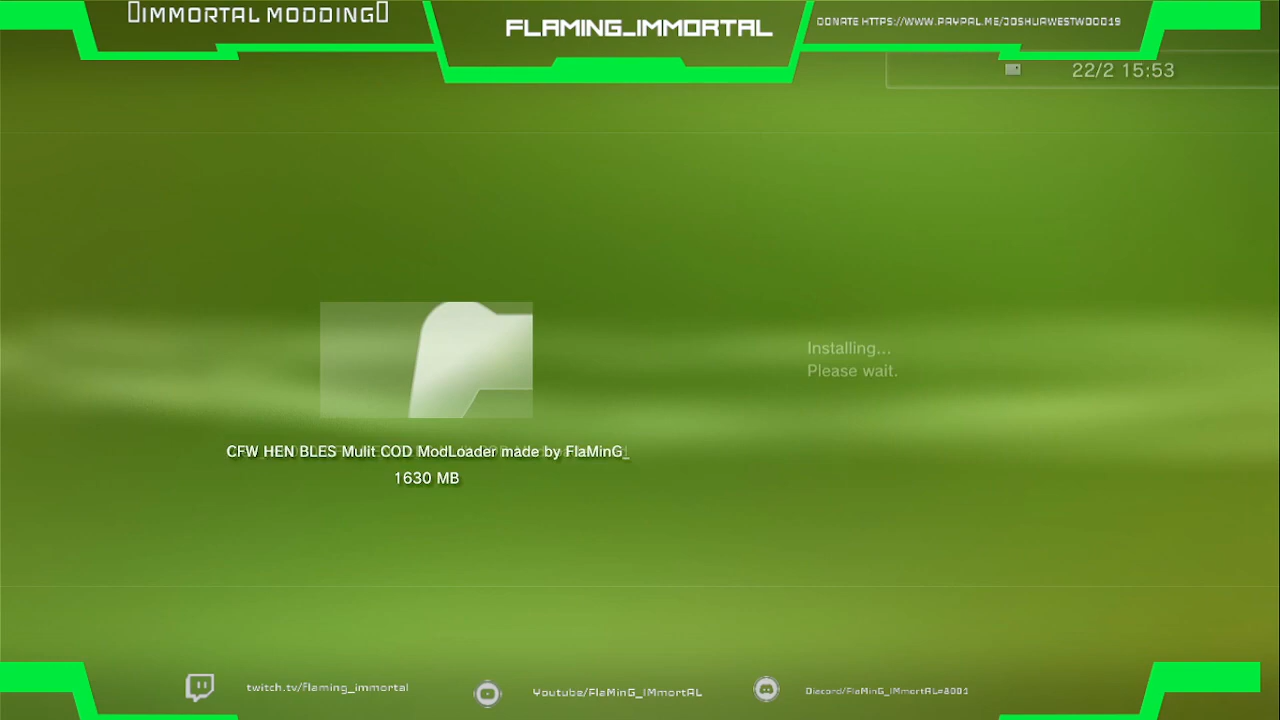 ▯IMMORTAL MODDING▯
FLAMING_IMMORTAL
DONATE HTTPS://WWW.PAYPAL.ME/JOSHUAWESTWOOD19
22/2 15:53
Installing...
Please wait.
CFW HEN BLES Mulit COD ModLoader made by FlaMinG_
1630 MB
twitch.tv/flaming_immortal
Youtube/FlaMinG_IMmortAL
Discord/FlaMinG_IMmortAL#8001